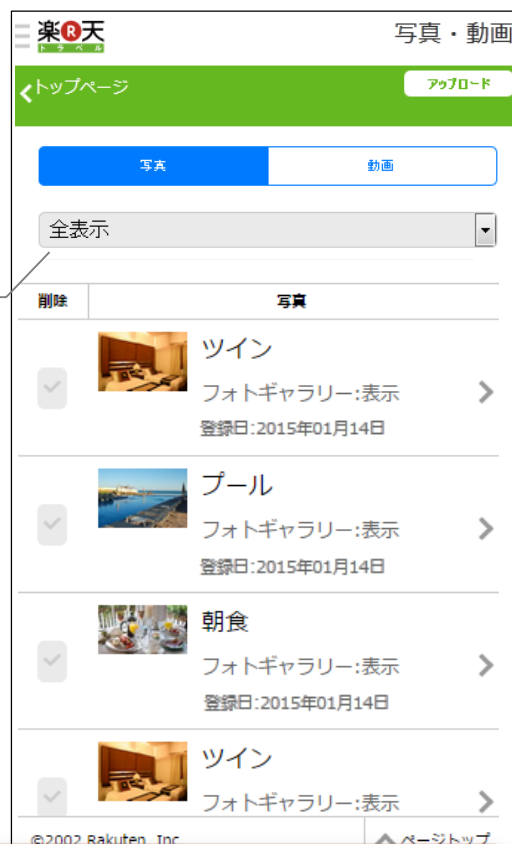 楽R天
トラベル
写真・動画
トップページ
アップロード
写真
動画
全表示
削除
写真
ツイン
フォトギャラリー:表示
登録日:2015年01月14日
プール
フォトギャラリー:表示
登録日:2015年01月14日
朝食
フォトギャラリー:表示
登録日:2015年01月14日
ツイン
フォトギャラリー:表示
©2002 Rakuten, Inc.
ページトップ